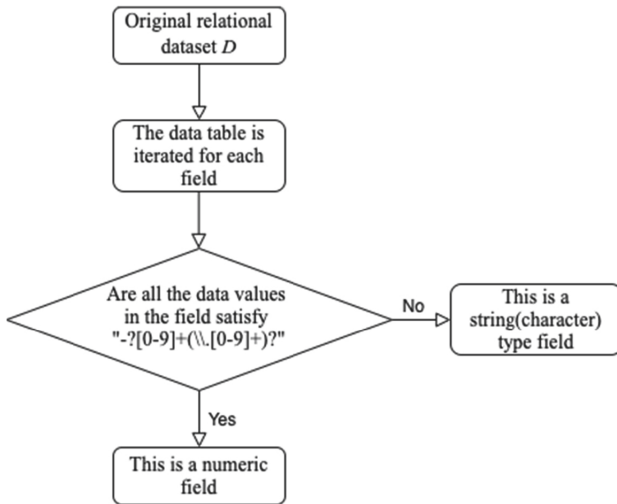 Original relational
dataset D
The data table is
iterated for each
field
Are all the data values
in the field satisfy
"-?[0-9]+(\\.[0-9]+)?"
No
This is a
string(character)
type field
Yes
This is a numeric
field